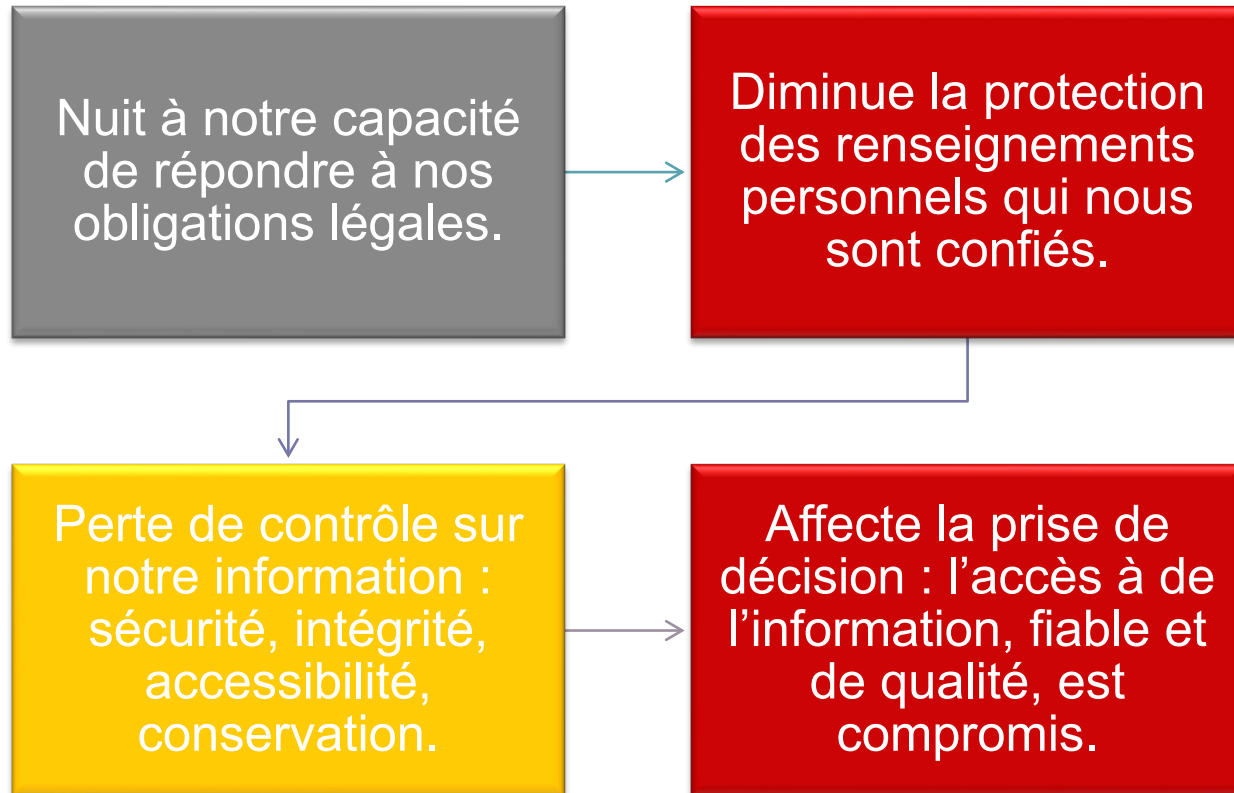 Nuit à notre capacité
de répondre à nos
obligations légales.
Diminue la protection
des renseignements
personnels qui nous
sont confiés.
Perte de contrôle sur
notre information :
sécurité, intégrité,
accessibilité,
conservation.
Affecte la prise de
décision : l’accès à de
l’information, fiable et
de qualité, est
compromis.